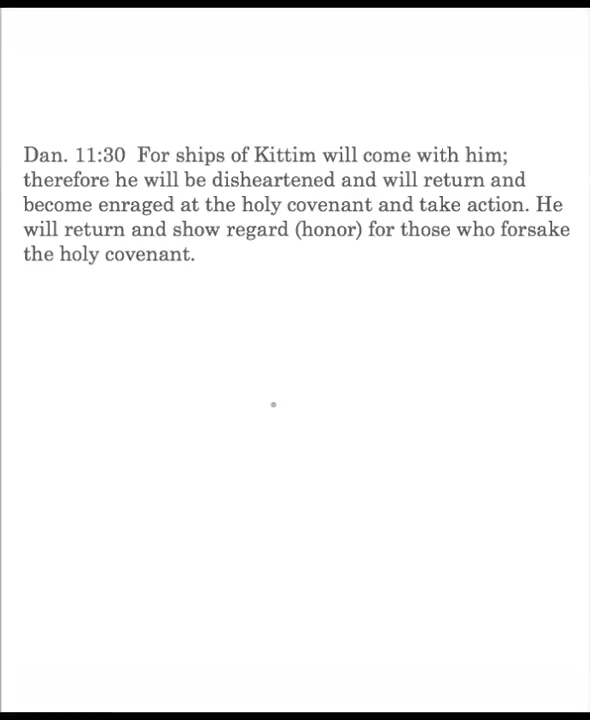 Dan. 11:30  For ships of Kittim will come with him;
therefore he will be disheartened and will return and
become enraged at the holy covenant and take action. He
will return and show regard (honor) for those who forsake
the holy covenant.